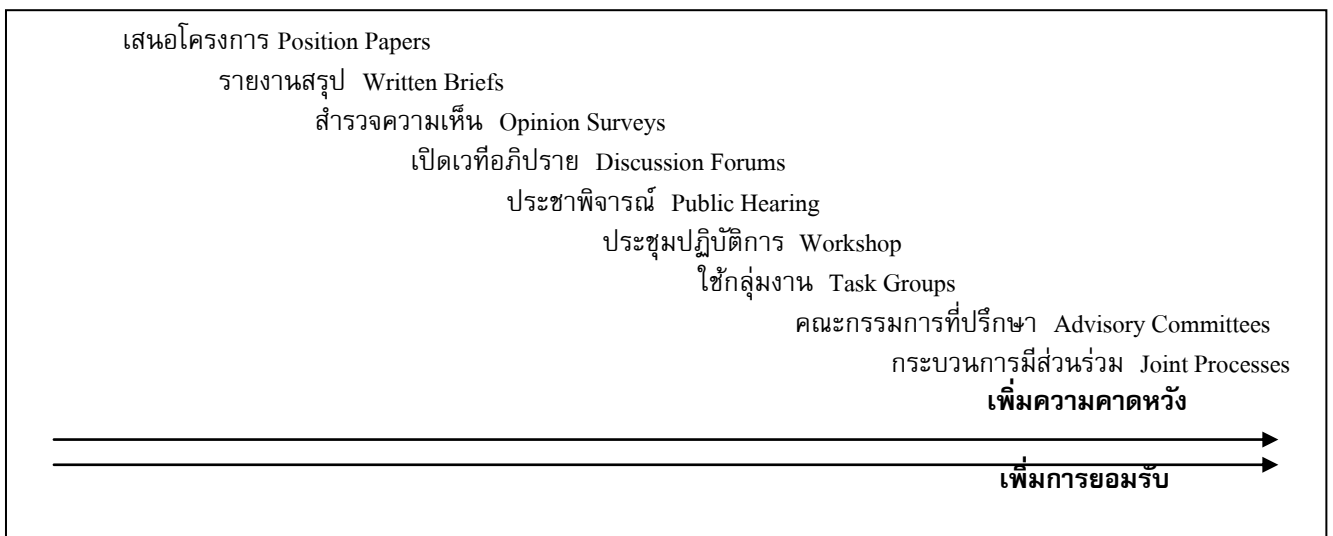 เสนอโครงการ Position Papers
รายงานสรุป Written Briefs
สำรวจความเห็น Opinion Surveys
เปิดเวทีอภิปราย Discussion Forums
ประชาพิจารณ์ Public Hearing
ประชุมปฏิบัติการ Workshop
ใช้กลุ่มงาน Task Groups
คณะกรรมการที่ปรึกษา Advisory Committees
กระบวนการมีส่วนร่วม Joint Processes
เพิ่มความคาดหวัง
เพิ่มการยอมรับ